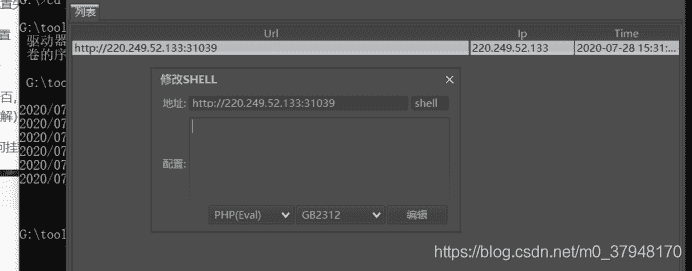 G:\>cd
置
驱动器
卷的序
G:\too
百,
解)
2020/07
2020/07
2020/07
2020/07
2020/07
2020/07
G:\tool
列表
Url Ip Time
http://220.249.52.133:31039 220.249.52.133 2020-07-28 15:31:...
修改SHELL
地址: http://220.249.52.133:31039 shell
配置:
PHP(Eval) GB2312 编辑
https://blog.csdn.net/m0_37948170